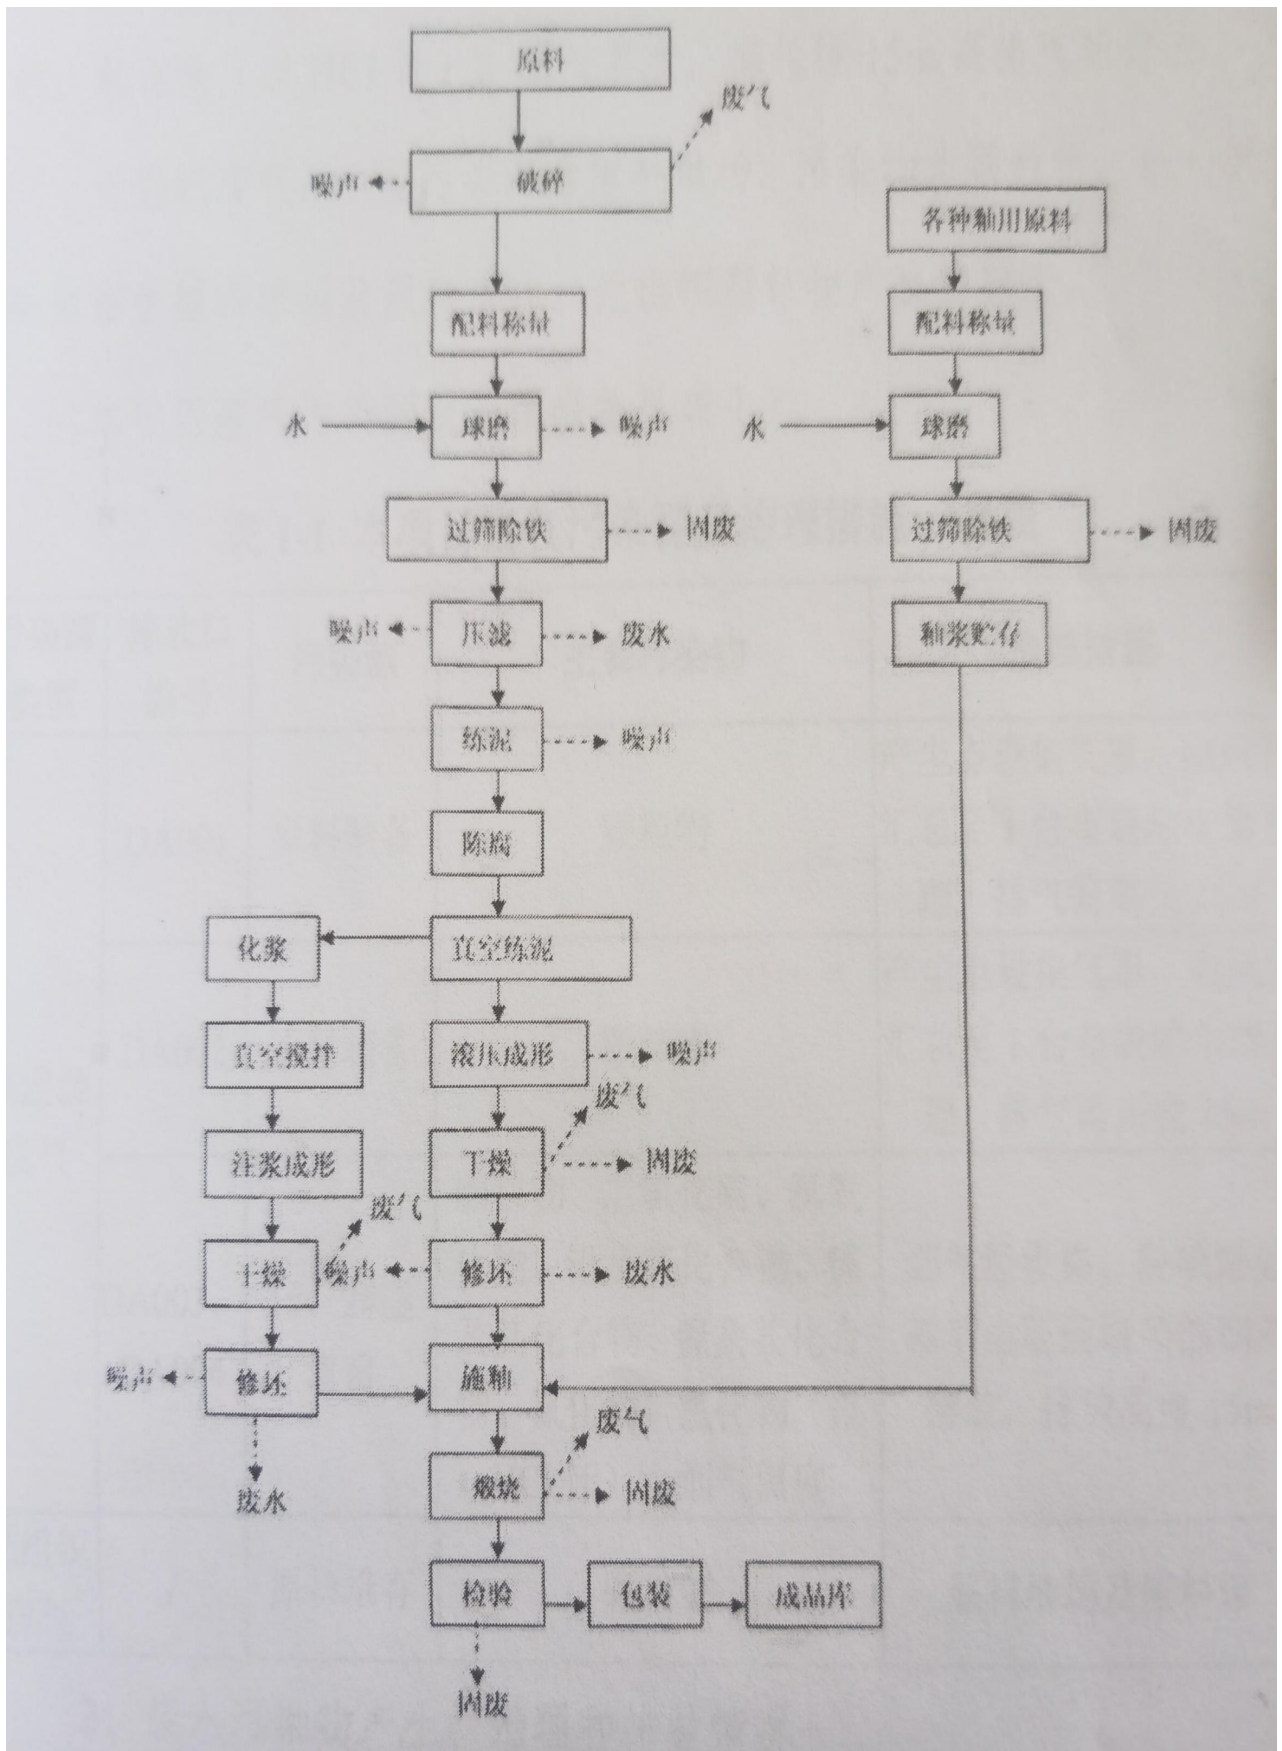 原料
废气
噪声
破碎
各种釉用原料
配料称量
配料称量
水
球磨
噪声
水
球磨
过筛除铁
固废
过筛除铁
固废
噪声
压滤
废水
釉浆贮存
练泥
噪声
陈腐
化浆
真空练泥
真空搅拌
滚压成形
噪声
废气
注浆成形
干燥
固废
废气
干燥
噪声
修坯
废水
噪声
修坯
施釉
废气
废水
煅烧
固废
检验
包装
成品库
固废